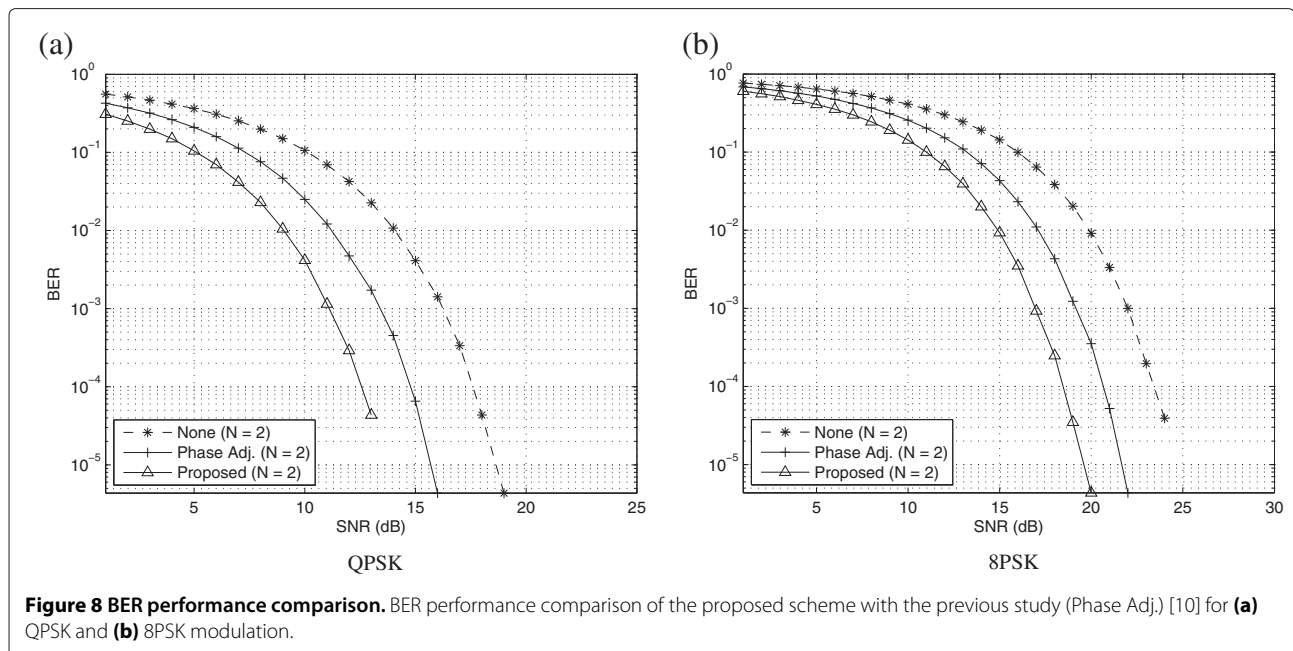 (a)
10^0
10^-1
10^-2
10^-3
10^-4
10^-5
BER
None (N = 2)
Phase Adj. (N = 2)
Proposed (N = 2)
5
10
15
20
25
SNR (dB)
QPSK
(b)
10^0
10^-1
10^-2
10^-3
10^-4
10^-5
BER
None (N = 2)
Phase Adj. (N = 2)
Proposed (N = 2)
5
10
15
20
25
30
SNR (dB)
8PSK
Figure 8 BER performance comparison. BER performance comparison of the proposed scheme with the previous study (Phase Adj.) [10] for (a)
QPSK and (b) 8PSK modulation.